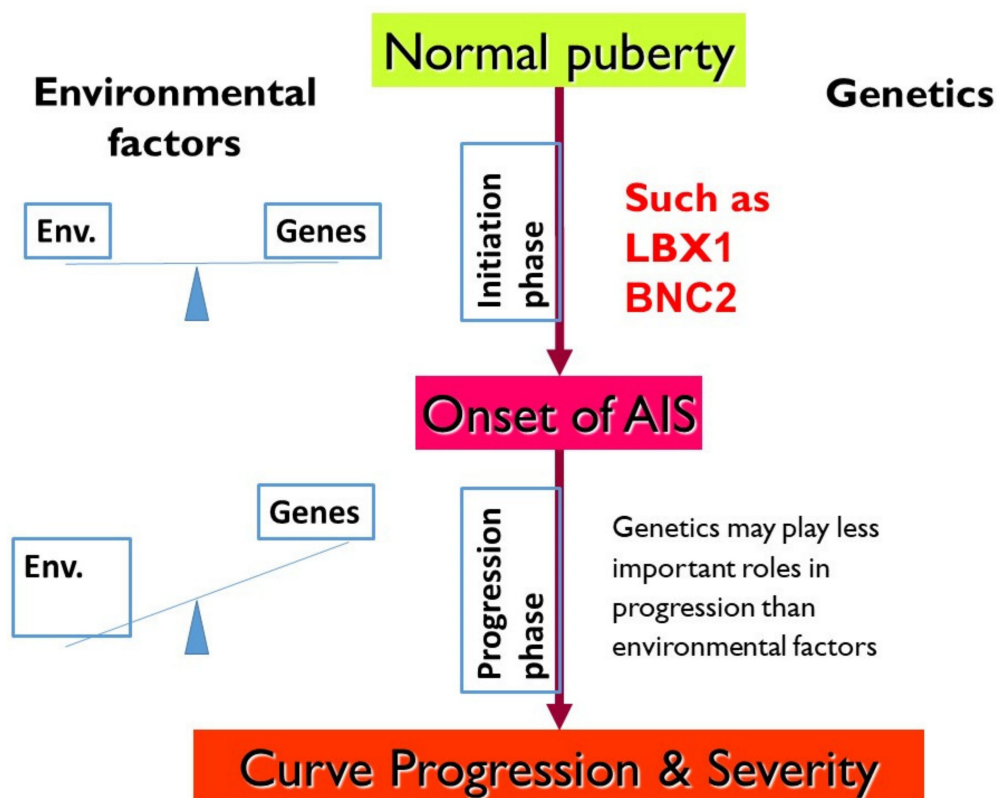 Normal puberty
Environmental
factors
Genetics
Env.
Genes
Initiation
phase
Such as
LBX1
BNC2
Onset of AIS
Env.
Genes
Progression
phase
Genetics may play less
important roles in
progression than
environmental factors
Curve Progression & Severity